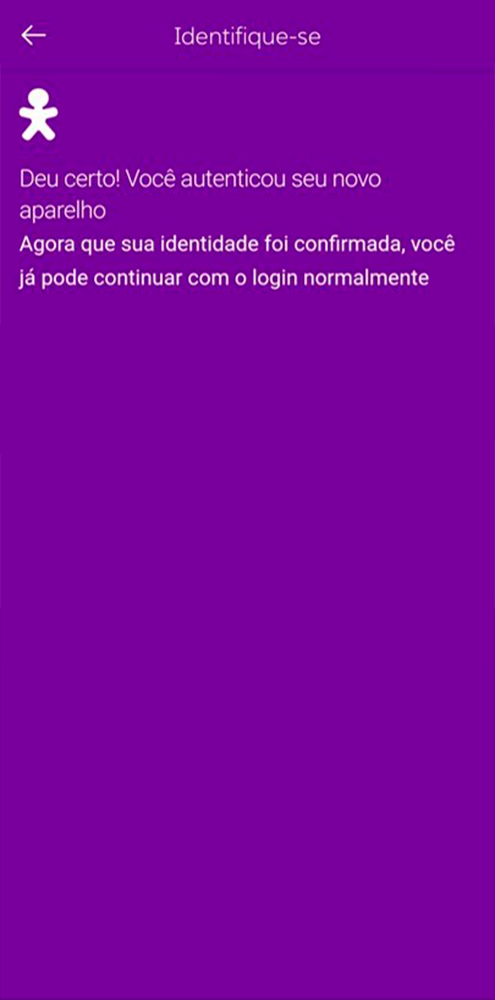 Identifique-se
Deu certo! Você autenticou seu novo
aparelho
Agora que sua identidade foi confirmada, você
já pode continuar com o login normalmente